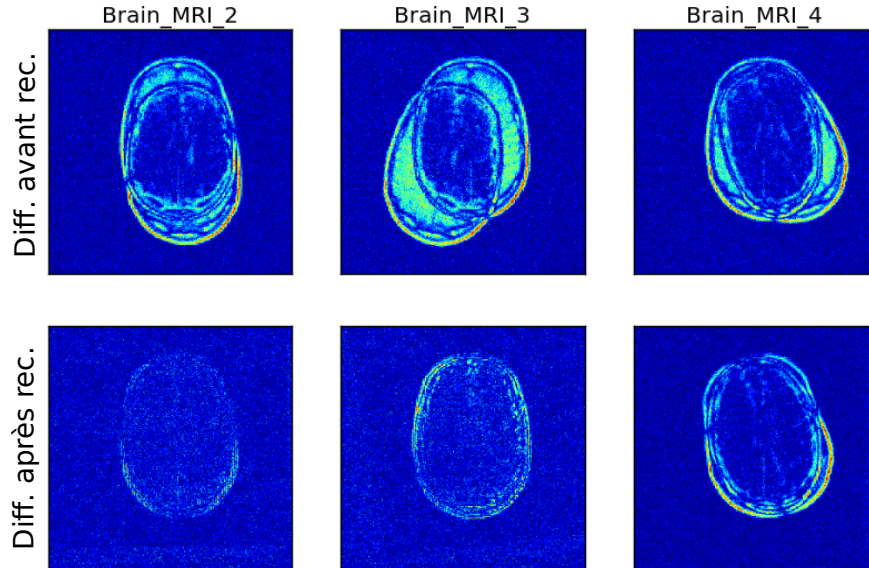 Brain_MRI_2
Brain_MRI_3
Brain_MRI_4
Diff. avant rec.
Diff. après rec.